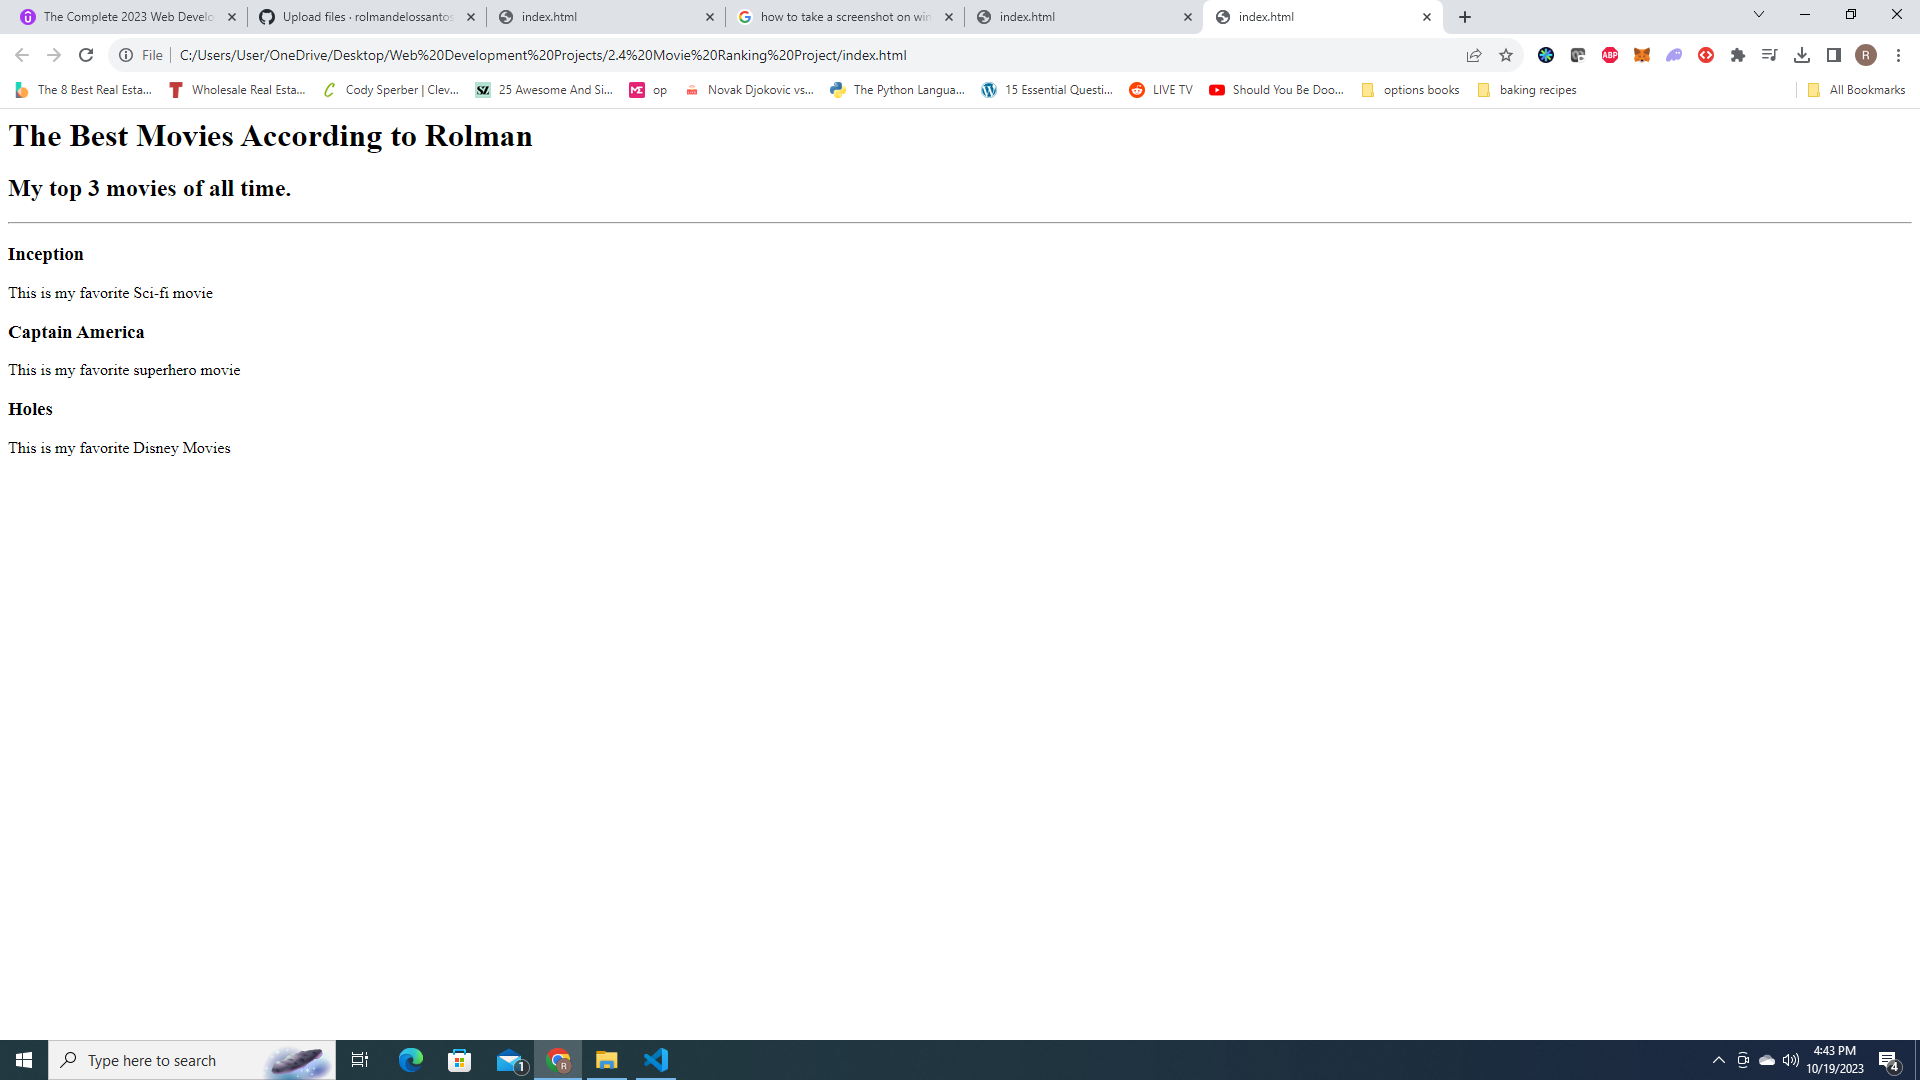 The Complete 2023 Web Develo
Upload files · rolmandelossantos
index.html
how to take a screenshot on win
index.html
index.html
File
C:/Users/User/OneDrive/Desktop/Web%20Development%20Projects/2.4%20Movie%20Ranking%20Project/index.html
ABP
R
The 8 Best Real Esta...
Wholesale Real Esta...
Cody Sperber | Clev...
25 Awesome And Si...
op
Novak Djokovic vs...
The Python Langua...
15 Essential Questi...
LIVE TV
Should You Be Doo...
options books
baking recipes
All Bookmarks
The Best Movies According to Rolman
My top 3 movies of all time.
Inception
This is my favorite Sci-fi movie
Captain America
This is my favorite superhero movie
Holes
This is my favorite Disney Movies
Type here to search
1
R
4:43 PM
10/19/2023
4